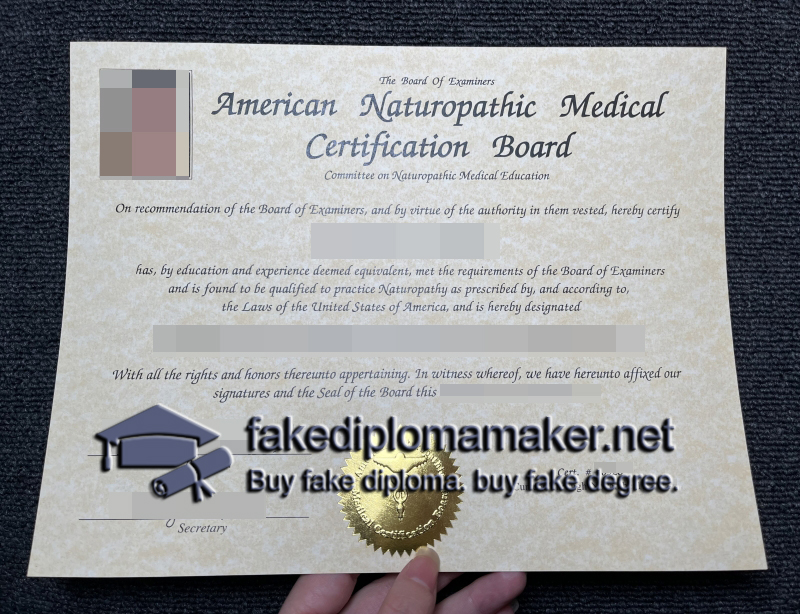 The Board Of Examiners
American Naturopathic Medical
Certification Board
Committee on Naturopathic Medical Education
On recommendation of the Board of Examiners, and by virtue of the authority in them vested, hereby certify
has, by education and experience deemed equivalent, met the requirements of the Board of Examiners
and is found to be qualified to practice Naturopathy as prescribed by, and according to,
the Laws of the United States of America, and is hereby designated
With all the rights and honors thereunto appertaining. In witness whereof, we have hereunto affixed our
signatures and the Seal of the Board this
fakediplomamaker.net
Buy fake diploma. buy fake degree.
Cert. #
Medical Certification Board
Secretary